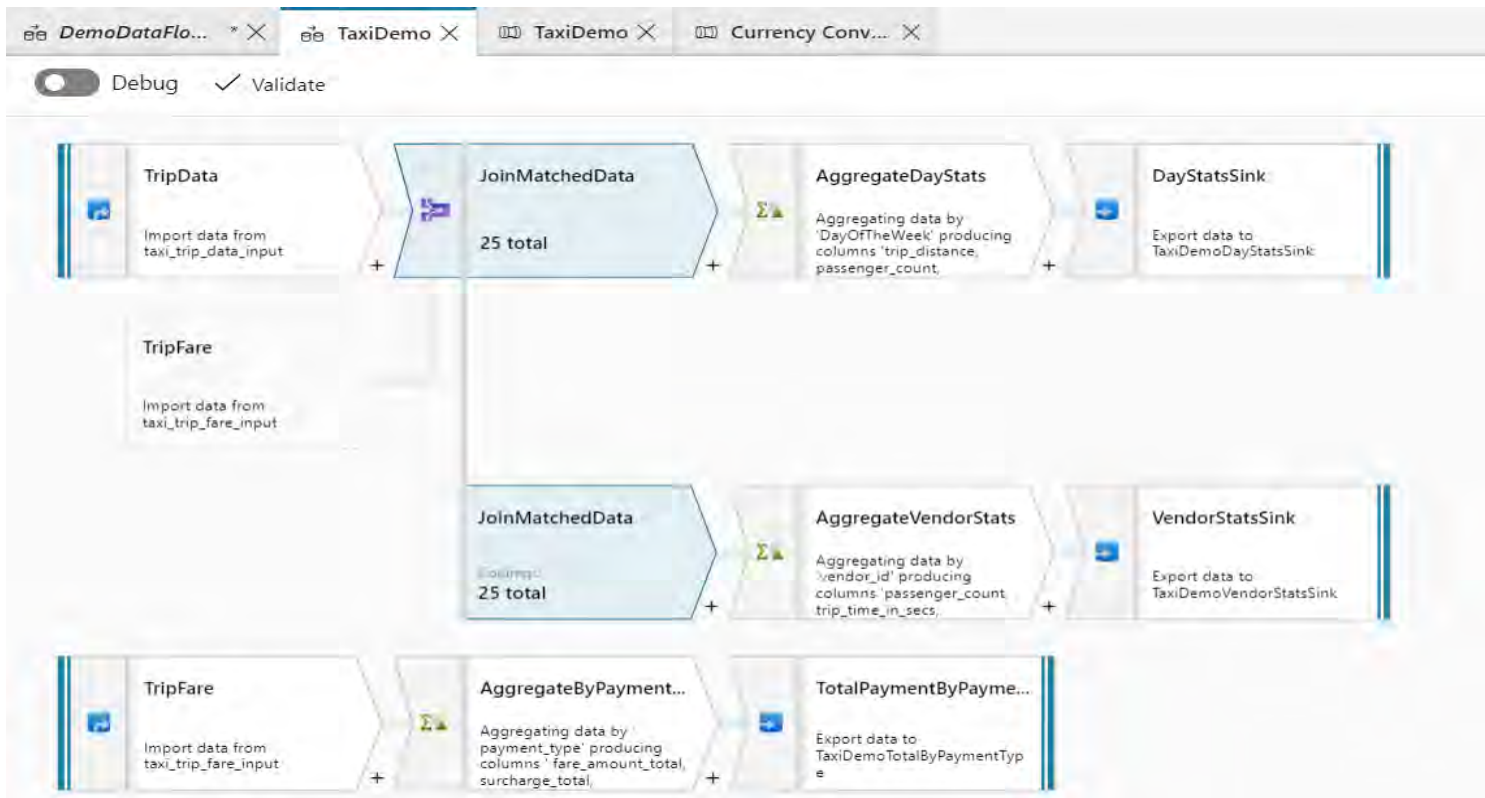 DemoDataFlo... *
TaxiDemo
TaxiDemo
Currency Conv...
Debug
Validate
TripData
Import data from
taxi_trip_data_input
+
JoinMatchedData
25 total
+
AggregateDayStats
Aggregating data by
'DayOfTheWeek' producing
columns 'trip_distance,
passenger_count,
+
DayStatsSink
Export data to
TaxiDemoDayStatsSink
TripFare
Import data from
taxi_trip_fare_input
JoinMatchedData
Columns:
25 total
+
AggregateVendorStats
Aggregating data by
'vendor_id' producing
columns 'passenger_count
trip_time_in_secs,
+
VendorStatsSink
Export data to
TaxiDemoVendorStatsSink
TripFare
Import data from
taxi_trip_fare_input
+
AggregateByPayment...
Aggregating data by
payment_type' producing
columns ' fare_amount_total,
surcharge_total,
+
TotalPaymentByPayme...
Export data to
TaxiDemoTotalByPaymentTyp
e